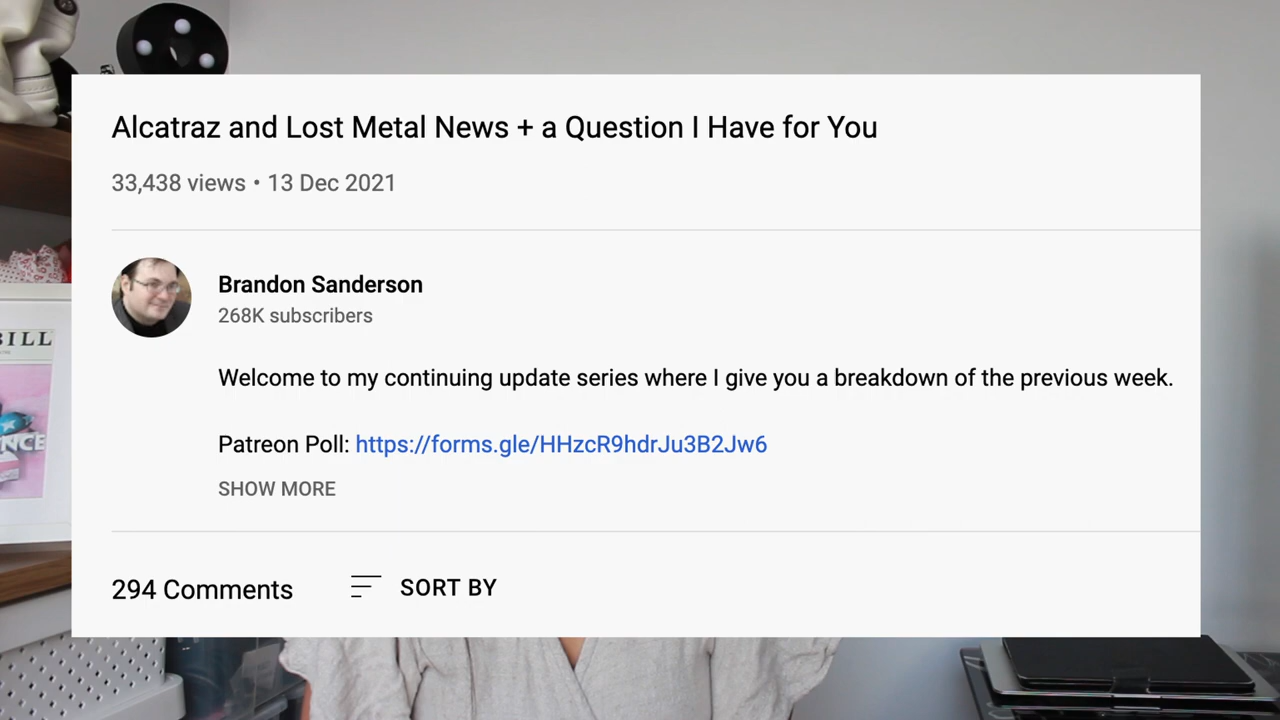 Alcatraz and Lost Metal News + a Question I Have for You
33,438 views • 13 Dec 2021
Brandon Sanderson
268K subscribers
Welcome to my continuing update series where I give you a breakdown of the previous week.
Patreon Poll: https://forms.gle/HHzcR9hdrJu3B2Jw6
SHOW MORE
294 Comments
SORT BY